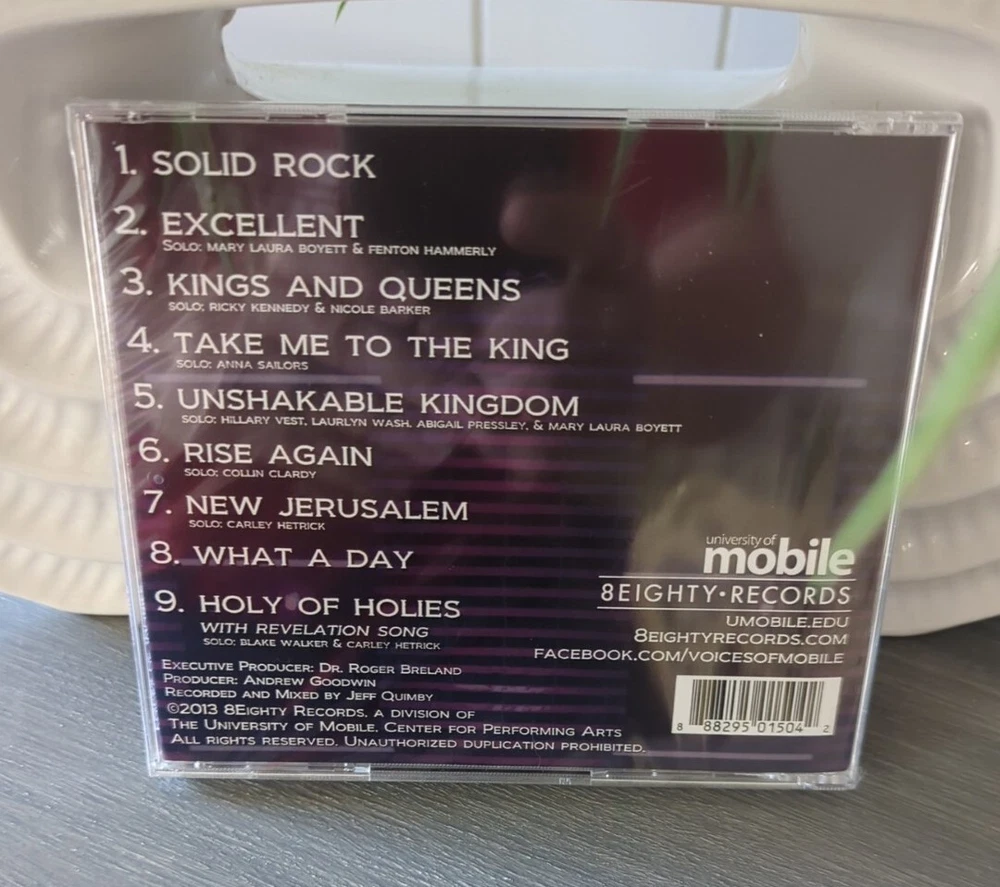 1. SOLID ROCK
2. EXCELLENT
SOLO: MARY LAURA BOYETT & FENTON HAMMERLY
3. KINGS AND QUEENS
SOLO: RICKY KENNEDY & NICOLE BARKER
4. TAKE ME TO THE KING
SOLO: ANNA SAILORS
5. UNSHAKABLE KINGDOM
SOLO: HILLARY VEST, LAURLYN WASH, ABIGAIL PRESSLEY, & MARY LAURA BOYETT
6. RISE AGAIN
SOLO: COLLIN CLARDY
7. NEW JERUSALEM
SOLO: CARLEY HETRICK
8. WHAT A DAY
9. HOLY OF HOLIES
WITH REVELATION SONG
SOLO: BLAKE WALKER & CARLEY HETRICK
EXECUTIVE PRODUCER: DR. ROGER BRELAND
PRODUCER: ANDREW GOODWIN
RECORDED AND MIXED BY JEFF QUIMBY
©2013 8EIGHTY RECORDS. A DIVISION OF
THE UNIVERSITY OF MOBILE. CENTER FOR PERFORMING ARTS
ALL RIGHTS RESERVED. UNAUTHORIZED DUPLICATION PROHIBITED.
university of
mobile
8EIGHTY•RECORDS
UMOBILE.EDU
8EIGHTYRECORDS.COM
FACEBOOK.COM/VOICESOFMOBILE
8 88295 01504 2